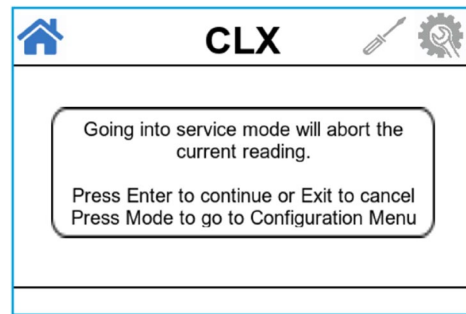 CLX
Going into service mode will abort the
current reading.
Press Enter to continue or Exit to cancel
Press Mode to go to Configuration Menu